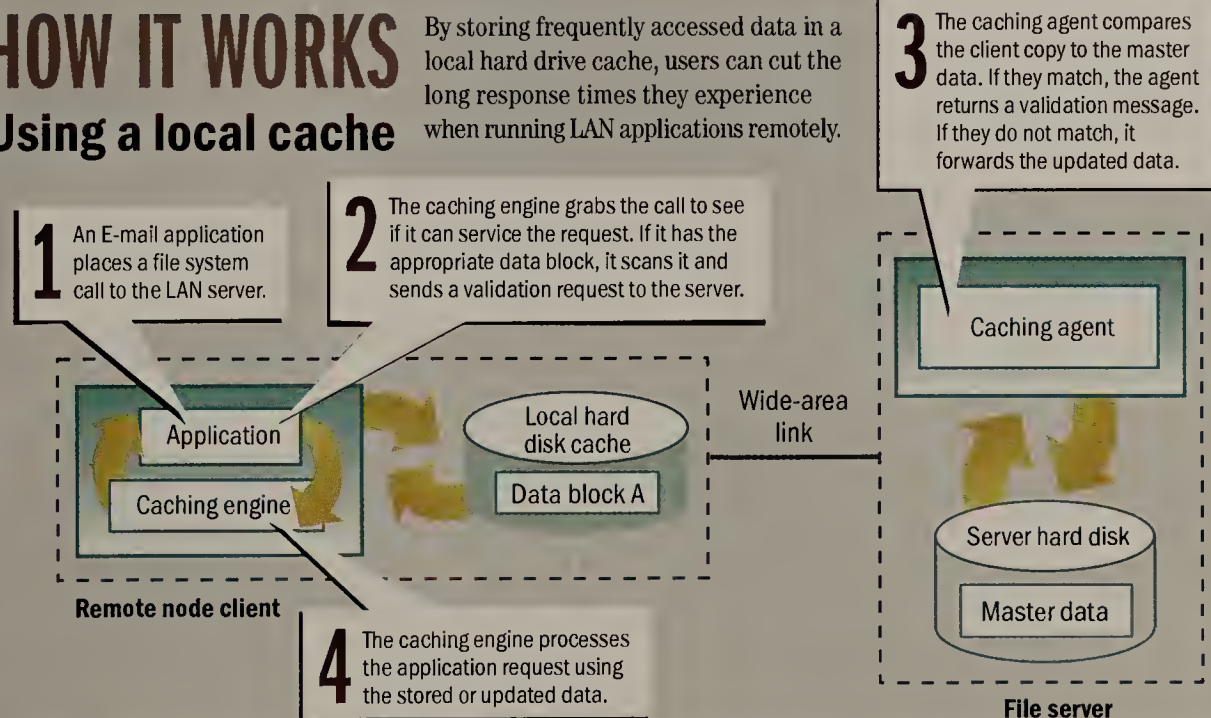 HOW IT WORKS
Using a local cache
By storing frequently accessed data in a
local hard drive cache, users can cut the
long response times they experience
when running LAN applications remotely.
1
An E-mail application
places a file system
call to the LAN server.
2
The caching engine grabs the call to see
if it can service the request. If it has the
appropriate data block, it scans it and
sends a validation request to the server.
3
The caching agent compares
the client copy to the master
data. If they match, the agent
returns a validation message.
If they do not match, it
forwards the updated data.
Application
Caching engine
Local hard
disk cache
Data block A
Wide-area
link
Caching agent
Server hard disk
Master data
Remote node client
4
The caching engine processes
the application request using
the stored or updated data.
File server